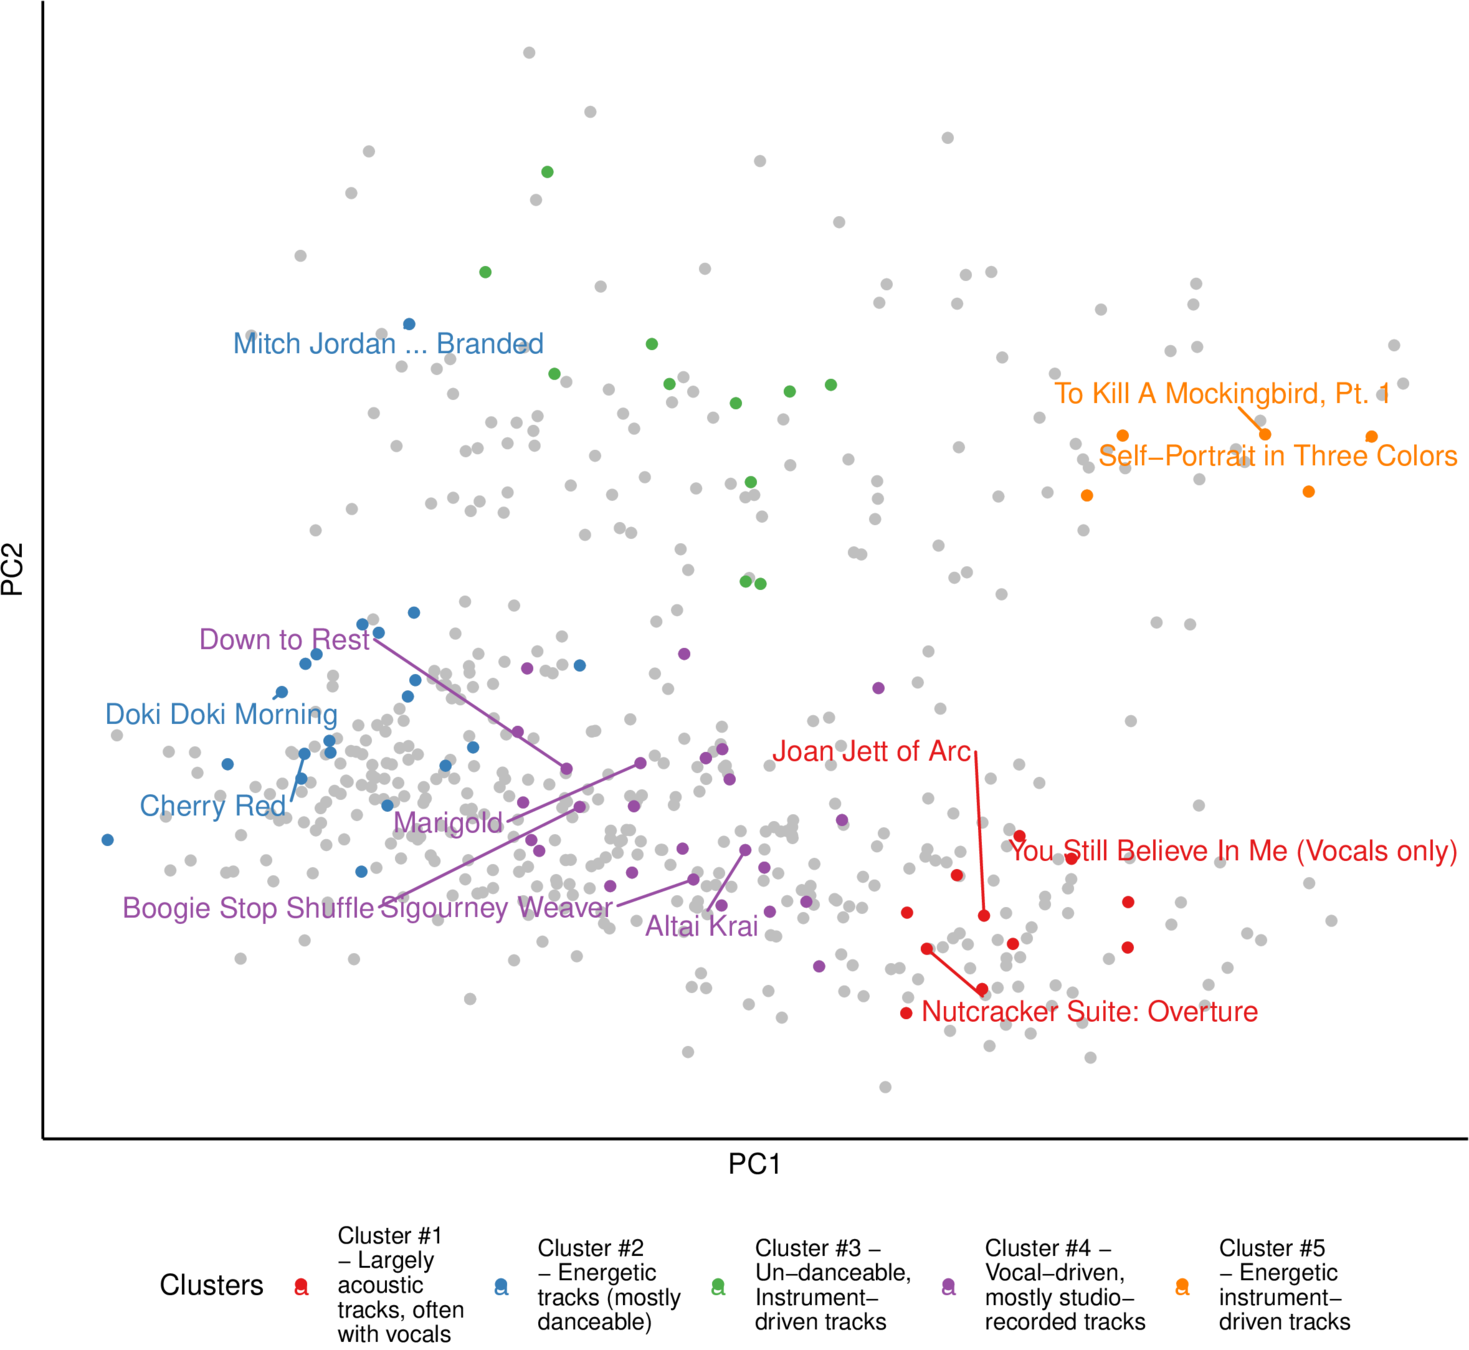 Mitch Jordan ... Branded
To Kill A Mockingbird, Pt. 1
Self−Portrait in Three Colors
PC2
Down to Rest
Doki Doki Morning
Joan Jett of Arc
Cherry Red
Marigold
You Still Believe In Me (Vocals only)
Boogie Stop Shuffle
Sigourney Weaver
Altai Krai
Nutcracker Suite: Overture
PC1
Clusters
a
Cluster #1
− Largely
acoustic
tracks, often
with vocals
a
Cluster #2
− Energetic
tracks (mostly
danceable)
a
Cluster #3 −
Un−danceable,
Instrument−
driven tracks
a
Cluster #4 −
Vocal−driven,
mostly studio−
recorded tracks
a
Cluster #5
− Energetic
instrument−
driven tracks